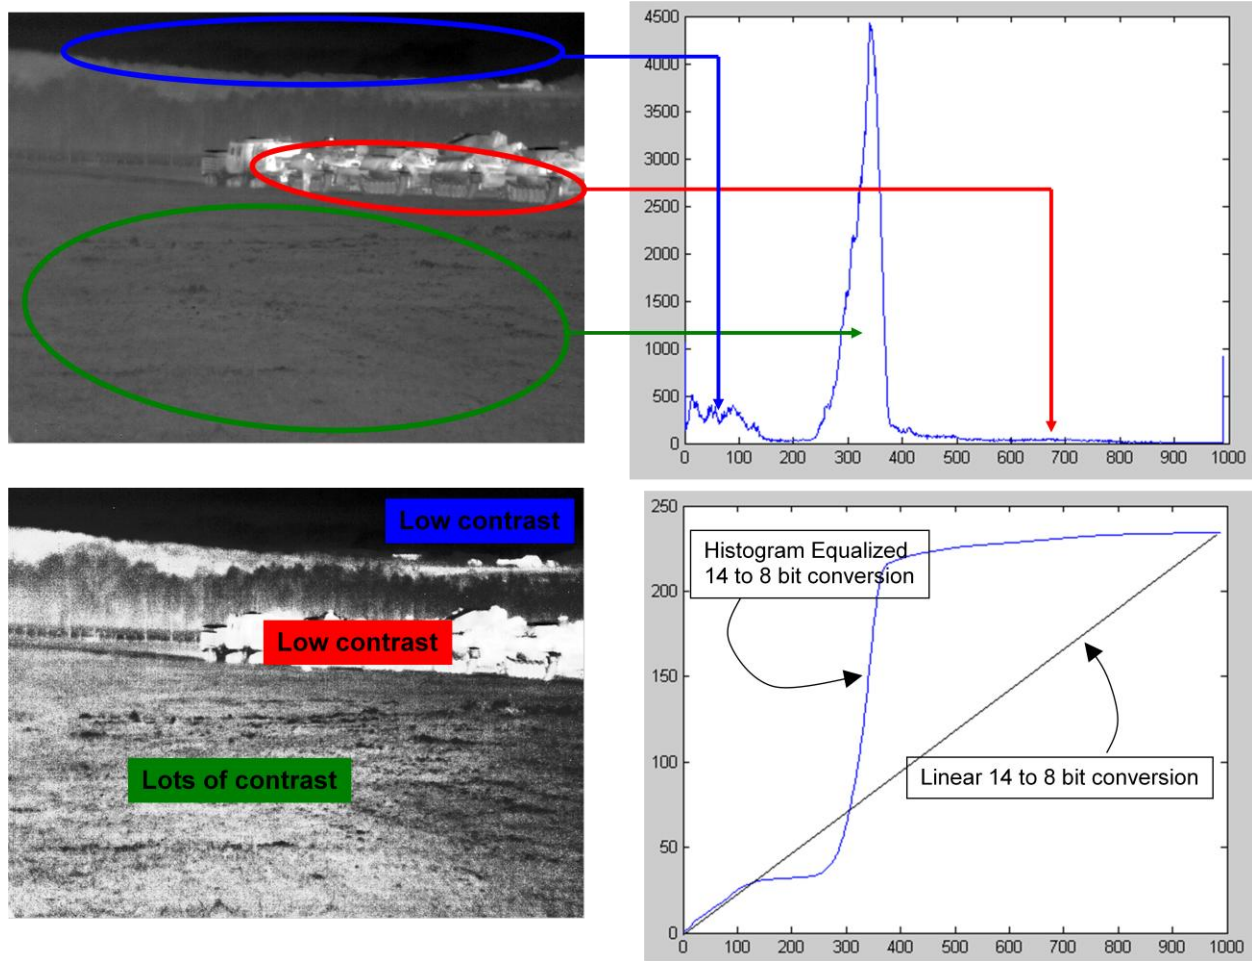 4500
4000
3500
3000
2500
2000
1500
1000
500
0
0 100 200 300 400 500 600 700 800 900 1000
Low contrast
Low contrast
Lots of contrast
250
200
150
100
50
0
Histogram Equalized
14 to 8 bit conversion
Linear 14 to 8 bit conversion
0 100 200 300 400 500 600 700 800 900 1000